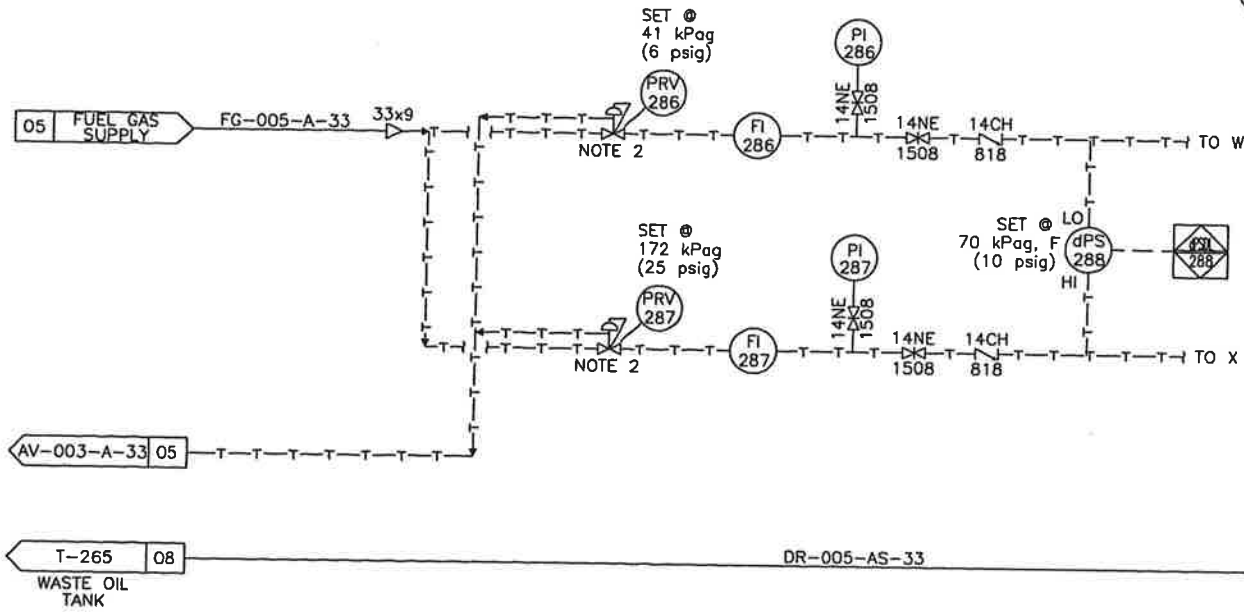 SET @
41 kPag
(6 psig)
PRV
286
NOTE 2
PI
286
14NE
1508
FI
286
14NE
1508
14CH
818
TO W
05
FUEL GAS
SUPPLY
FG-005-A-33
33x9
SET @
172 kPag
(25 psig)
PRV
287
NOTE 2
PI
287
14NE
1508
FI
287
14NE
1508
14CH
818
TO X
SET @
70 kPag, F
(10 psig)
LO
dPS
288
HI
288
AV-003-A-33
05
T-265
08
WASTE OIL
TANK
DR-005-AS-33